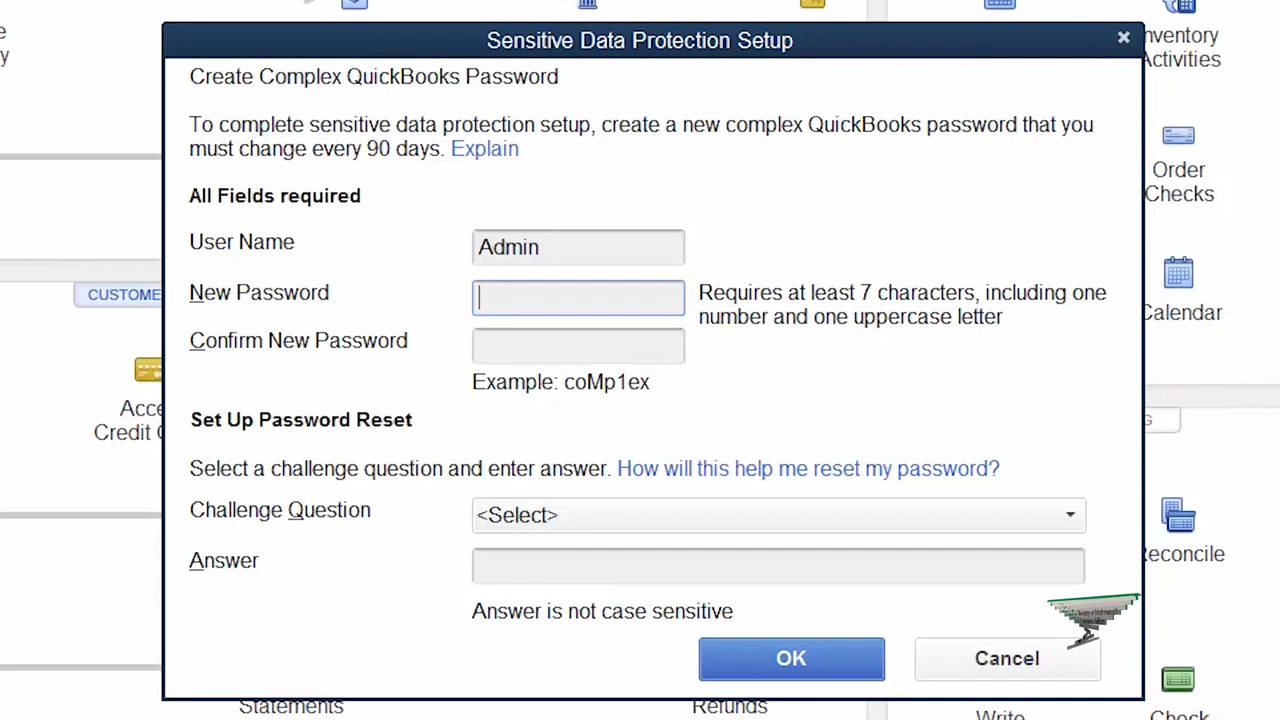 Sensitive Data Protection Setup
Create Complex QuickBooks Password
To complete sensitive data protection setup, create a new complex QuickBooks password that you
must change every 90 days. Explain
All Fields required
User Name
Admin
New Password
Requires at least 7 characters, including one
number and one uppercase letter
Confirm New Password
Example: coMp1ex
Set Up Password Reset
Select a challenge question and enter answer. How will this help me reset my password?
Challenge Question
<Select>
Answer
Answer is not case sensitive
OK
Cancel
nventory
Activities
Order
Checks
Calendar
econcile
CUSTOME
Acce
Credit
Statements
Refunds
Write
Check